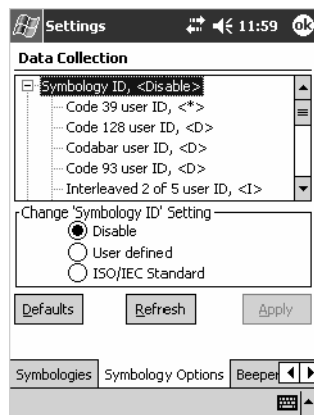 Settings 11:59 ok
Data Collection
Symbology ID, <Disable>
Code 39 user ID, <*>
Code 128 user ID, <D>
Codabar user ID, <D>
Code 93 user ID, <D>
Interleaved 2 of 5 user ID, <I>
Change 'Symbology ID' Setting
Disable
User defined
ISO/IEC Standard
Defaults Refresh Apply
Symbologies Symbology Options Beeper